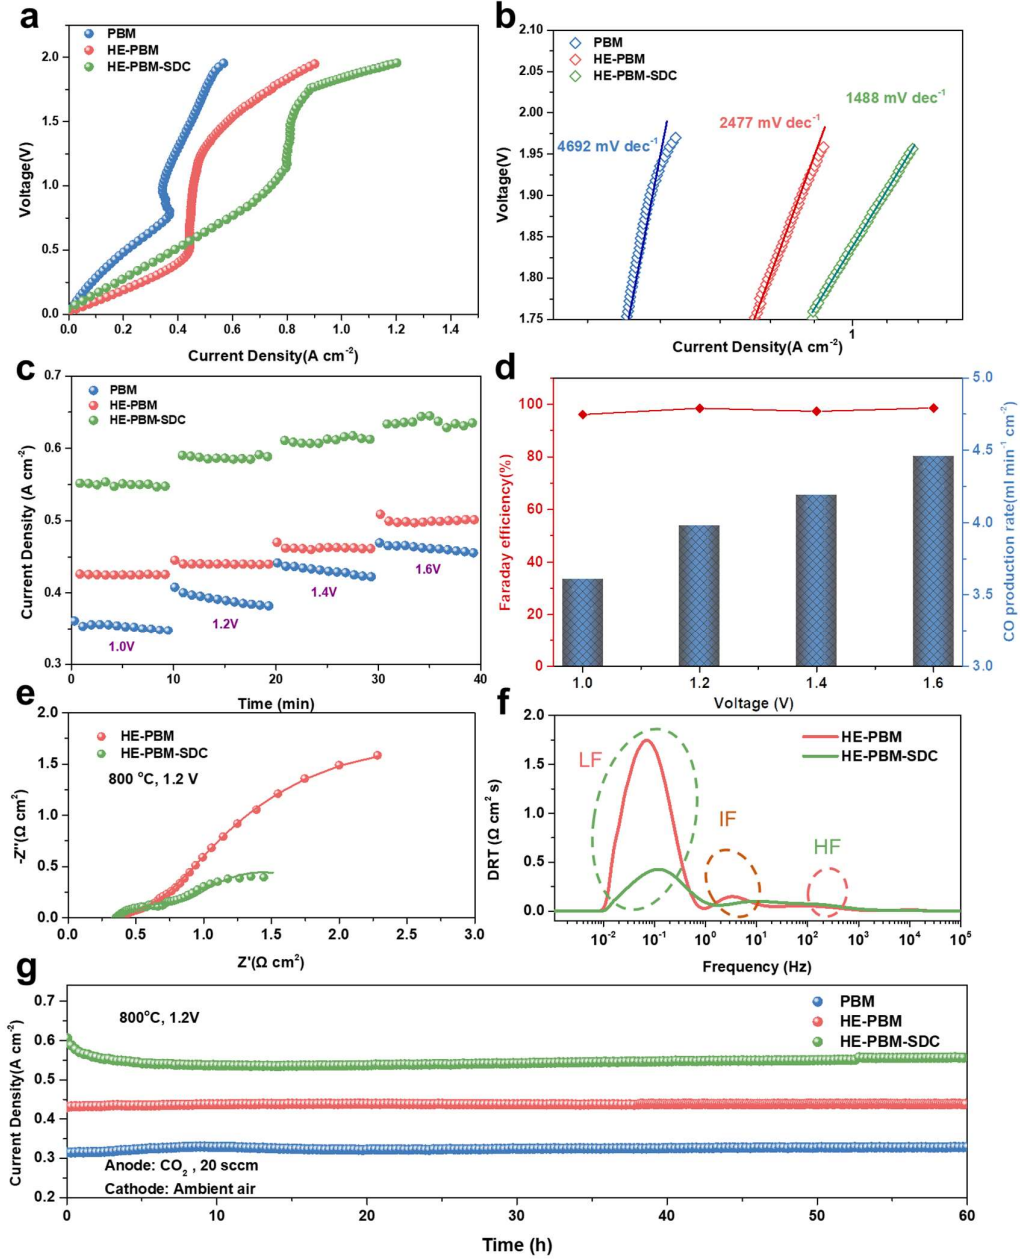 a
PBM
HE-PBM
HE-PBM-SDC
2.0
1.5
1.0
0.5
0.0
Voltage(V)
0.0 0.2 0.4 0.6 0.8 1.0 1.2 1.4
Current Density(A cm⁻²)
b
PBM
HE-PBM
HE-PBM-SDC
2.10
2.05
2.00
1.95
1.90
1.85
1.80
1.75
Voltage(V)
4692 mV dec⁻¹
2477 mV dec⁻¹
1488 mV dec⁻¹
1
Current Density(A cm⁻²)
c
PBM
HE-PBM
HE-PBM-SDC
0.7
0.6
0.5
0.4
0.3
Current Density (A cm⁻²)
1.0V
1.2V
1.4V
1.6V
0 10 20 30 40
Time (min)
d
100
80
60
40
20
0
Faraday efficiency(%)
5.0
4.5
4.0
3.5
3.0
CO production rate(ml min⁻¹ cm⁻²)
1.0 1.2 1.4 1.6
Voltage (V)
e
HE-PBM
HE-PBM-SDC
800 °C, 1.2 V
2.0
1.5
1.0
0.5
0.0
-Z''(Ω cm²)
0.0 0.5 1.0 1.5 2.0 2.5 3.0
Z'(Ω cm²)
f
HE-PBM
HE-PBM-SDC
LF
IF
HF
2.0
1.5
1.0
0.5
0.0
DRT (Ω cm² s)
10⁻² 10⁻¹ 10⁰ 10¹ 10² 10³ 10⁴ 10⁵
Frequency (Hz)
g
800°C, 1.2V
PBM
HE-PBM
HE-PBM-SDC
0.7
0.6
0.5
0.4
0.3
0.2
Current Density(A cm⁻²)
Anode: CO₂ , 20 sccm
Cathode: Ambient air
0 10 20 30 40 50 60
Time (h)